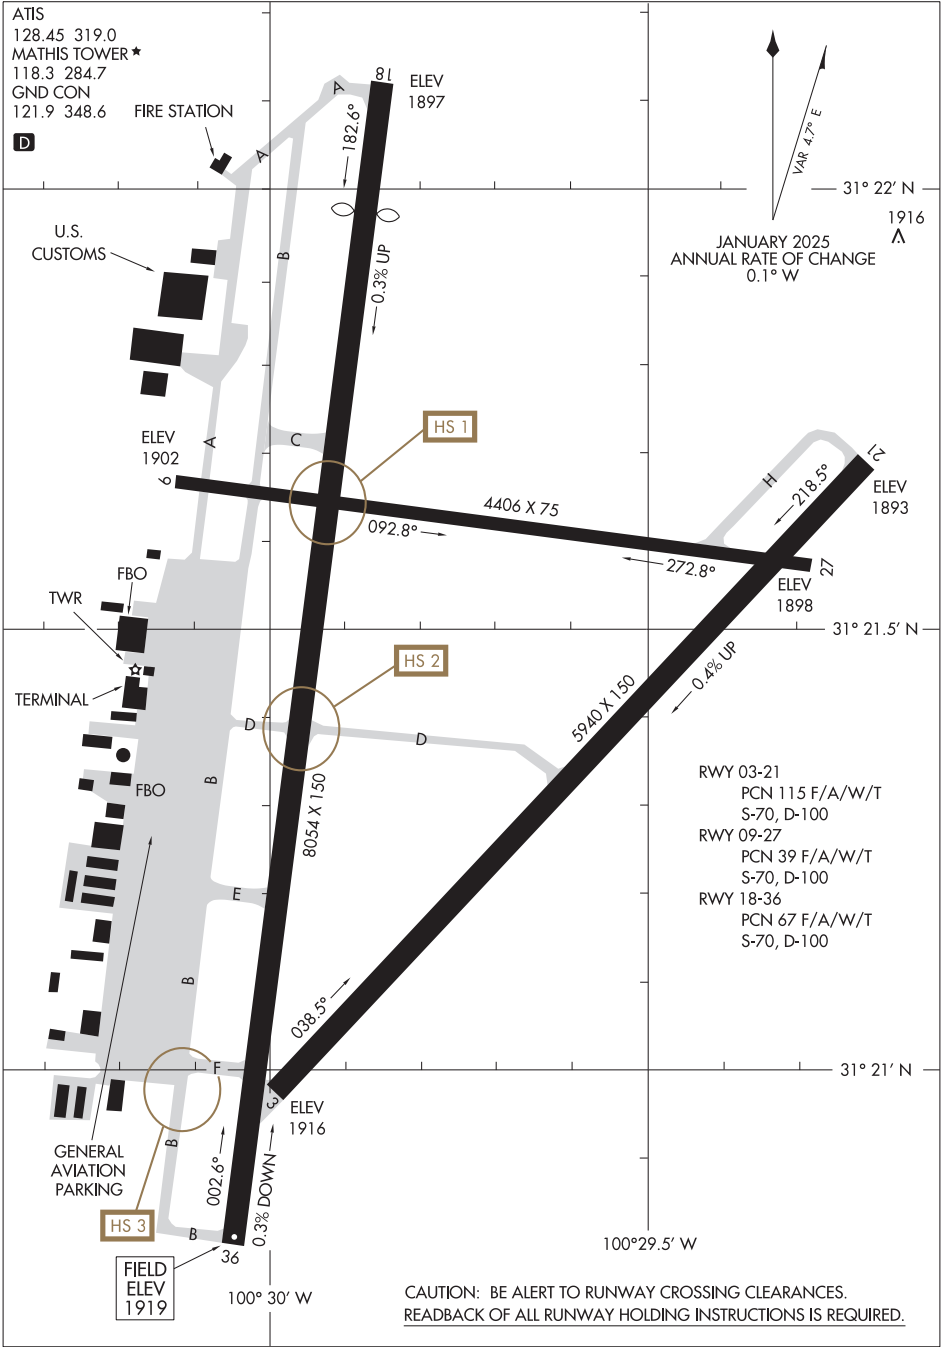 ATIS
128.45 319.0
MATHIS TOWER★
118.3 284.7
GND CON
121.9 348.6
D
FIRE STATION
A
A
18
ELEV
1897
182.6°
VAR 4.7° E
31° 22' N
1916
JANUARY 2025
ANNUAL RATE OF CHANGE
0.1° W
U.S.
CUSTOMS
B
0.3% UP
HS 1
C
A
ELEV
1902
9
4406 X 75
092.8°
272.8°
H
218.5°
21
ELEV
1893
27
ELEV
1898
FBO
TWR
TERMINAL
31° 21.5' N
HS 2
0.4% UP
5940 X 150
D
D
B
FBO
8054 X 150
RWY 03-21
PCN 115 F/A/W/T
S-70, D-100
RWY 09-27
PCN 39 F/A/W/T
S-70, D-100
RWY 18-36
PCN 67 F/A/W/T
S-70, D-100
E
B
038.5°
F
31° 21' N
3
ELEV
1916
B
002.6°
0.3% DOWN
GENERAL
AVIATION
PARKING
HS 3
B
36
FIELD
ELEV
1919
100° 30' W
100°29.5' W
CAUTION: BE ALERT TO RUNWAY CROSSING CLEARANCES.
READBACK OF ALL RUNWAY HOLDING INSTRUCTIONS IS REQUIRED.